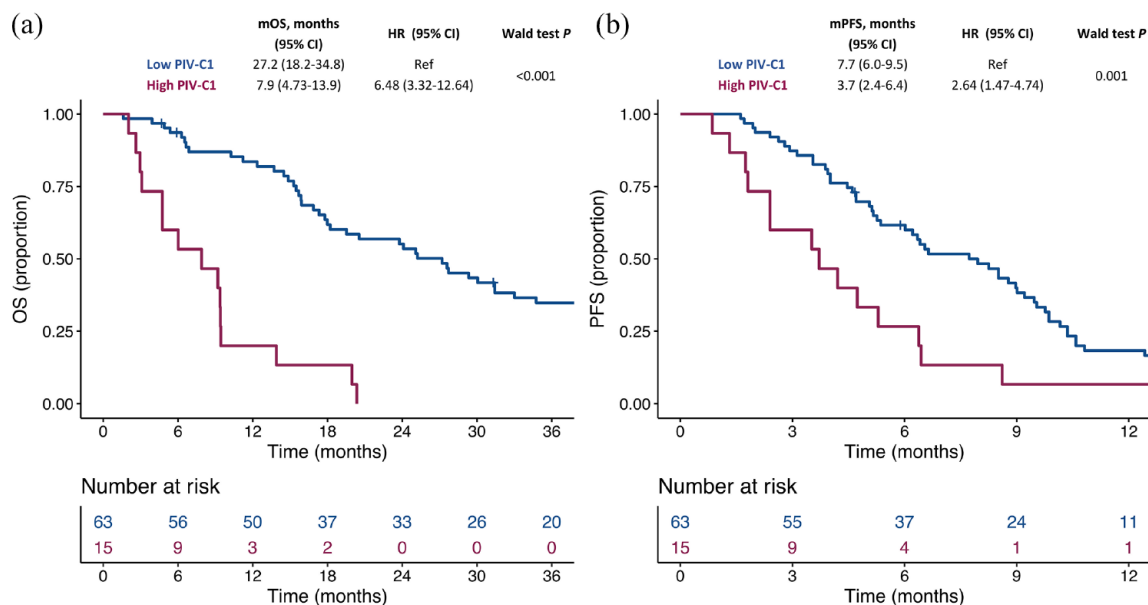 (a)
mOS, months HR (95% CI) Wald test P
(95% CI)
Low PIV-C1 27.2 (18.2-34.8) Ref
<0.001
High PIV-C1 7.9 (4.73-13.9) 6.48 (3.32-12.64)
1.00
0.75
0.50
0.25
0.00
OS (proportion)
0 6 12 18 24 30 36
Time (months)
Number at risk
63 56 50 37 33 26 20
15 9 3 2 0 0 0
0 6 12 18 24 30 36
Time (months)
(b)
mPFS, months HR (95% CI) Wald test P
(95% CI)
Low PIV-C1 7.7 (6.0-9.5) Ref
0.001
High PIV-C1 3.7 (2.4-6.4) 2.64 (1.47-4.74)
1.00
0.75
0.50
0.25
0.00
PFS (proportion)
0 3 6 9 12
Time (months)
Number at risk
63 55 37 24 11
15 9 4 1 1
0 3 6 9 12
Time (months)